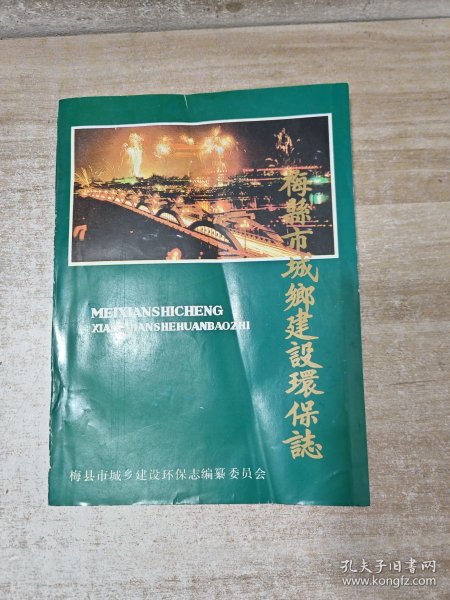 梅縣市城鄉建設環保誌
MEIXIANSHICHENG
XIANGJIANSHEHUANBAOZHI
梅县市城乡建设环保志编纂委员会
孔夫子旧书网
www.kongfz.com